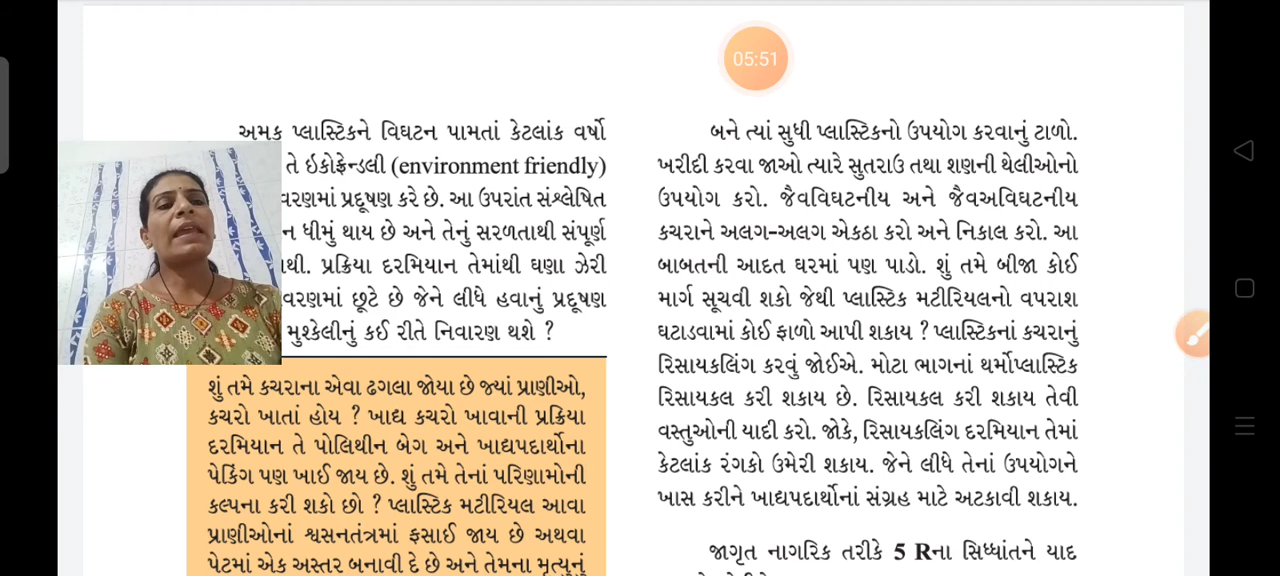 05:51
અમુક પ્લાસ્ટિકને વિઘટન પામતાં કેટલાંક વર્ષો
તે ઇકોફ્રેન્ડલી (environment friendly)
વરણમાં પ્રદૂષણ કરે છે. આ ઉપરાંત સંશ્લેષિત
ન ધીમું થાય છે અને તેનું સરળતાથી સંપૂર્ણ
થી. પ્રક્રિયા દરમિયાન તેમાંથી ઘણા ઝેરી
વરણમાં છૂટે છે જેને લીધે હવાનું પ્રદૂષણ
મુશ્કેલીનું કઈ રીતે નિવારણ થશે ?
શું તમે કચરાના એવા ઢગલા જોયા છે જ્યાં પ્રાણીઓ,
કચરો ખાતાં હોય ? ખાદ્ય કચરો ખાવાની પ્રક્રિયા
દરમિયાન તે પોલિથીન બેગ અને ખાદ્યપદાર્થોના
પેકિંગ પણ ખાઈ જાય છે. શું તમે તેનાં પરિણામોની
કલ્પના કરી શકો છો ? પ્લાસ્ટિક મટીરિયલ આવા
પ્રાણીઓનાં શ્વસનતંત્રમાં ફસાઈ જાય છે અથવા
પેટમાં એક અસ્તર બનાવી દે છે અને તેમના મૃત્યુનું
બને ત્યાં સુધી પ્લાસ્ટિકનો ઉપયોગ કરવાનું ટાળો.
ખરીદી કરવા જાઓ ત્યારે સુતરાઉ તથા શણની થેલીઓનો
ઉપયોગ કરો. જૈવવિઘટનીય અને જૈવઅવિઘટનીય
કચરાને અલગ-અલગ એકઠા કરો અને નિકાલ કરો. આ
બાબતની આદત ઘરમાં પણ પાડો. શું તમે બીજા કોઈ
માર્ગ સૂચવી શકો જેથી પ્લાસ્ટિક મટીરિયલનો વપરાશ
ઘટાડવામાં કોઈ ફાળો આપી શકાય ? પ્લાસ્ટિકનાં કચરાનું
રિસાયકલિંગ કરવું જોઈએ. મોટા ભાગનાં થર્મોપ્લાસ્ટિક
રિસાયકલ કરી શકાય છે. રિસાયકલ કરી શકાય તેવી
વસ્તુઓની યાદી કરો. જોકે, રિસાયકલિંગ દરમિયાન તેમાં
કેટલાંક રંગકો ઉમેરી શકાય. જેને લીધે તેનાં ઉપયોગને
ખાસ કરીને ખાદ્યપદાર્થોનાં સંગ્રહ માટે અટકાવી શકાય.
જાગૃત નાગરિક તરીકે 5 Rના સિધ્ધાંતને યાદ